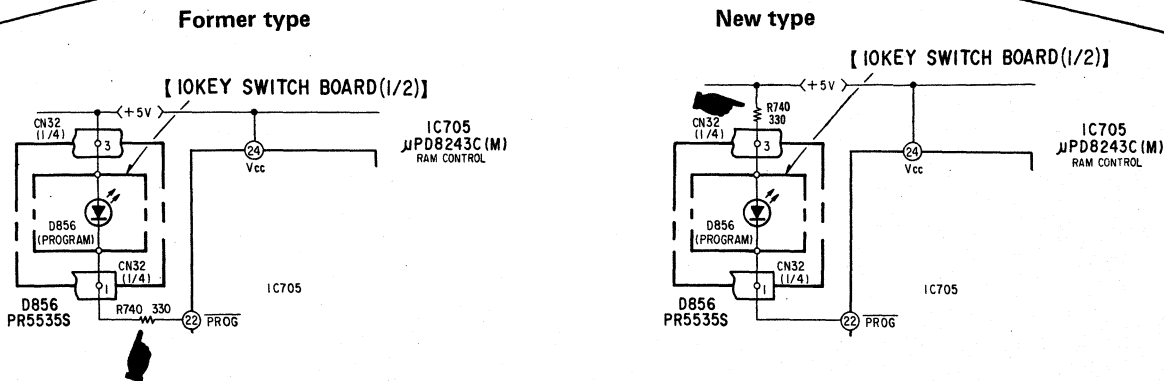 Former type
【 10KEY SWITCH BOARD(1/2)】
+5V
CN32
(1/4)
3
24
Vcc
IC705
μPD8243C(M)
RAM CONTROL
D856
(PROGRAM)
CN32
(1/4)
1
IC705
D856
PR5535S
R740 330
22 PROG
New type
【 10KEY SWITCH BOARD(1/2)】
+5V
R740
330
CN32
(1/4)
3
24
Vcc
IC705
μPD8243C(M)
RAM CONTROL
D856
(PROGRAM)
CN32
(1/4)
1
IC705
D856
PR5535S
22 PROG